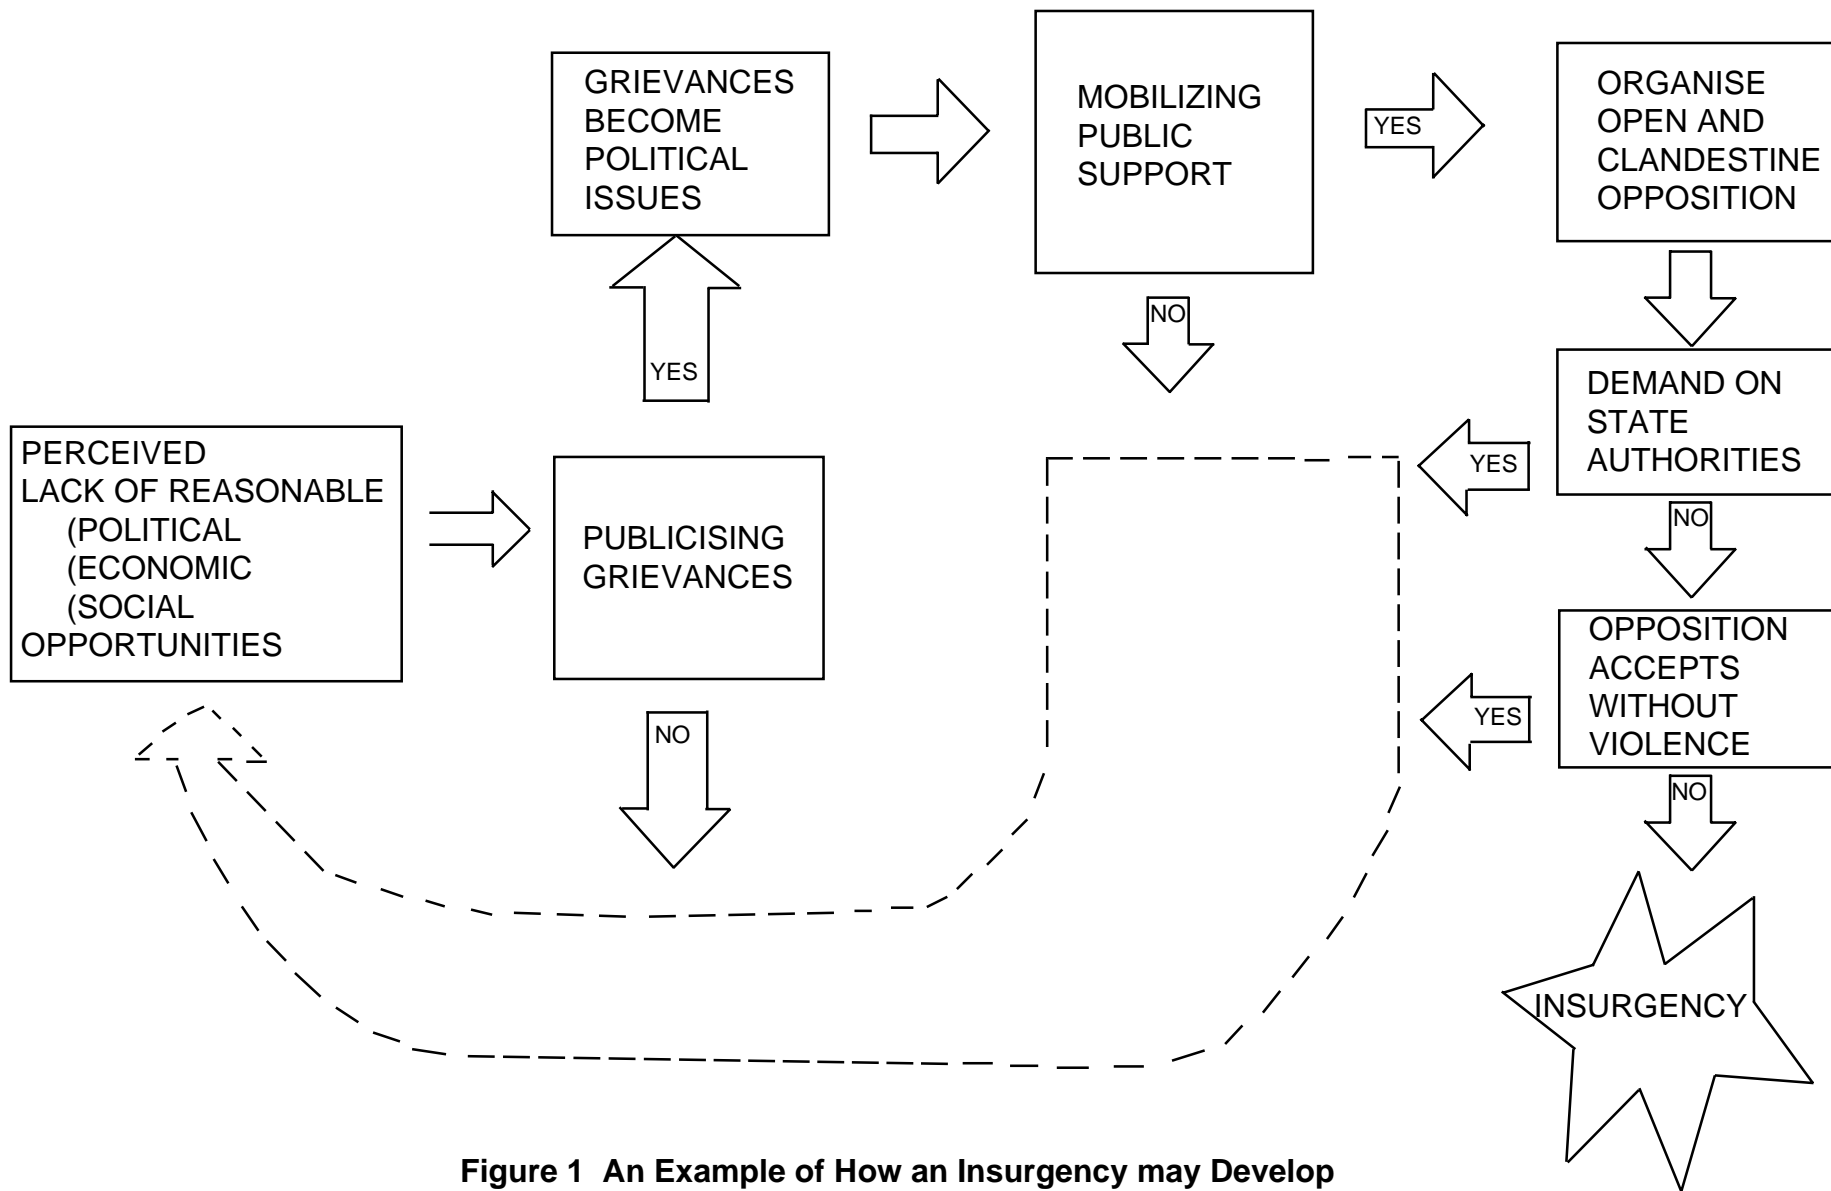 GRIEVANCES
BECOME
POLITICAL
ISSUES
MOBILIZING
PUBLIC
SUPPORT
YES
ORGANISE
OPEN AND
CLANDESTINE
OPPOSITION
NO
YES
DEMAND ON
STATE
AUTHORITIES
YES
PERCEIVED
LACK OF REASONABLE
(POLITICAL
(ECONOMIC
(SOCIAL
OPPORTUNITIES
PUBLICISING
GRIEVANCES
NO
NO
OPPOSITION
ACCEPTS
WITHOUT
VIOLENCE
YES
NO
INSURGENCY
Figure 1 An Example of How an Insurgency may Develop